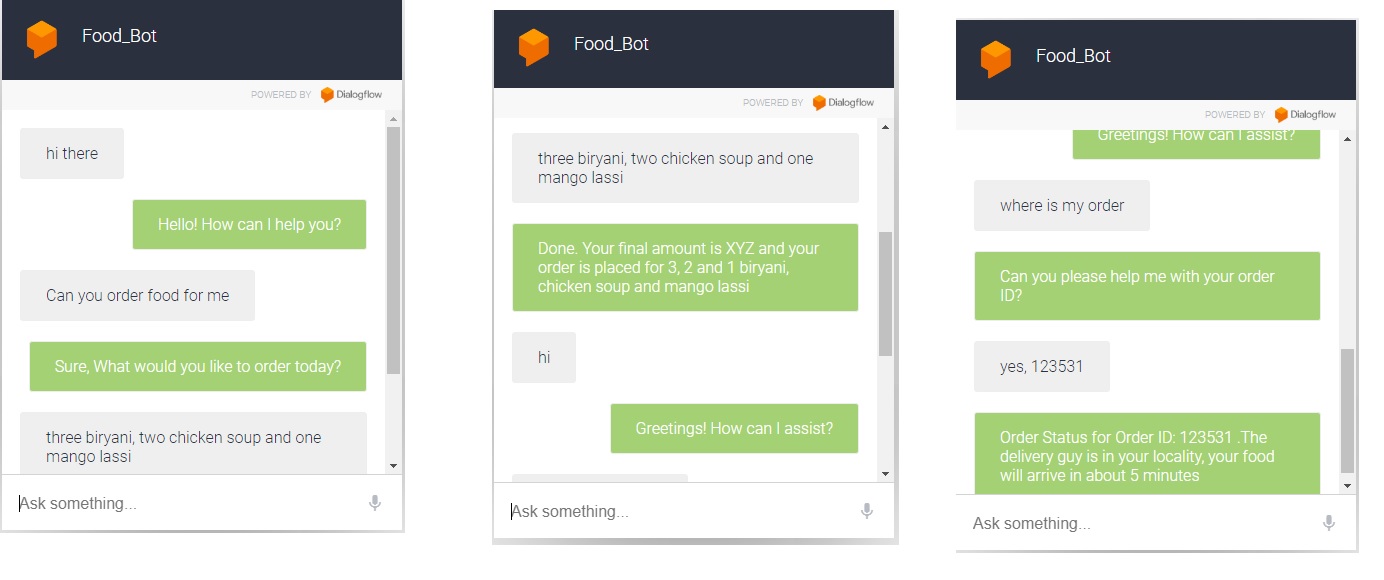 Food_Bot
POWERED BY Dialogflow
hi there
Hello! How can I help you?
Can you order food for me
Sure, What would you like to order today?
three biryani, two chicken soup and one
mango lassi
Ask something...
Food_Bot
POWERED BY Dialogflow
three biryani, two chicken soup and one
mango lassi
Done. Your final amount is XYZ and your
order is placed for 3, 2 and 1 biryani,
chicken soup and mango lassi
hi
Greetings! How can I assist?
Ask something...
Food_Bot
POWERED BY Dialogflow
Greetings! How can I assist?
where is my order
Can you please help me with your order
ID?
yes, 123531
Order Status for Order ID: 123531 .The
delivery guy is in your locality, your food
will arrive in about 5 minutes
Ask something...